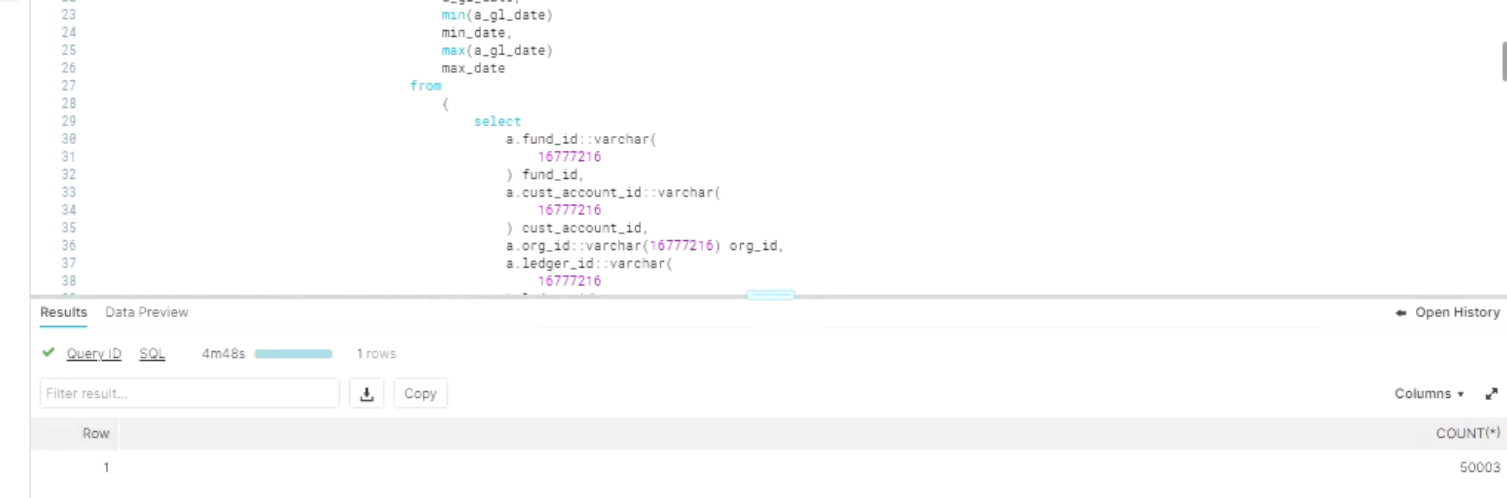 23 min(a_gl_date)
24 min_date,
25 max(a_gl_date)
26 max_date
27 from
28 (
29 select
30 a.fund_id::varchar(
31 16777216
32 ) fund_id,
33 a.cust_account_id::varchar(
34 16777216
35 ) cust_account_id,
36 a.org_id::varchar(16777216) org_id,
37 a.ledger_id::varchar(
38 16777216
Results Data Preview Open History
Query ID SQL 4m48s 1 rows
Filter result... Copy Columns
Row COUNT(*)
1 50003